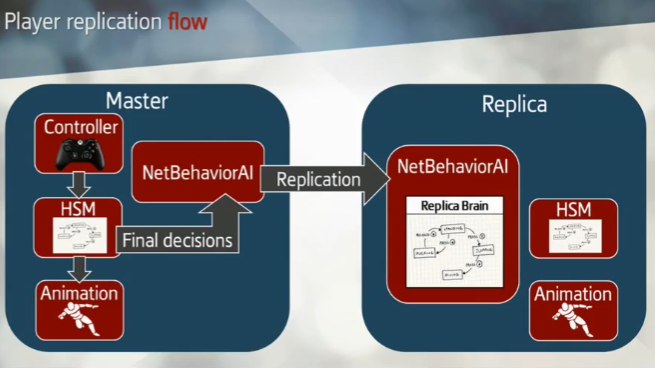 Player replication flow
Master
Controller
HSM
Animation
NetBehaviorAI
Final decisions
Replication
Replica
NetBehaviorAI
Replica Brain
HSM
Animation